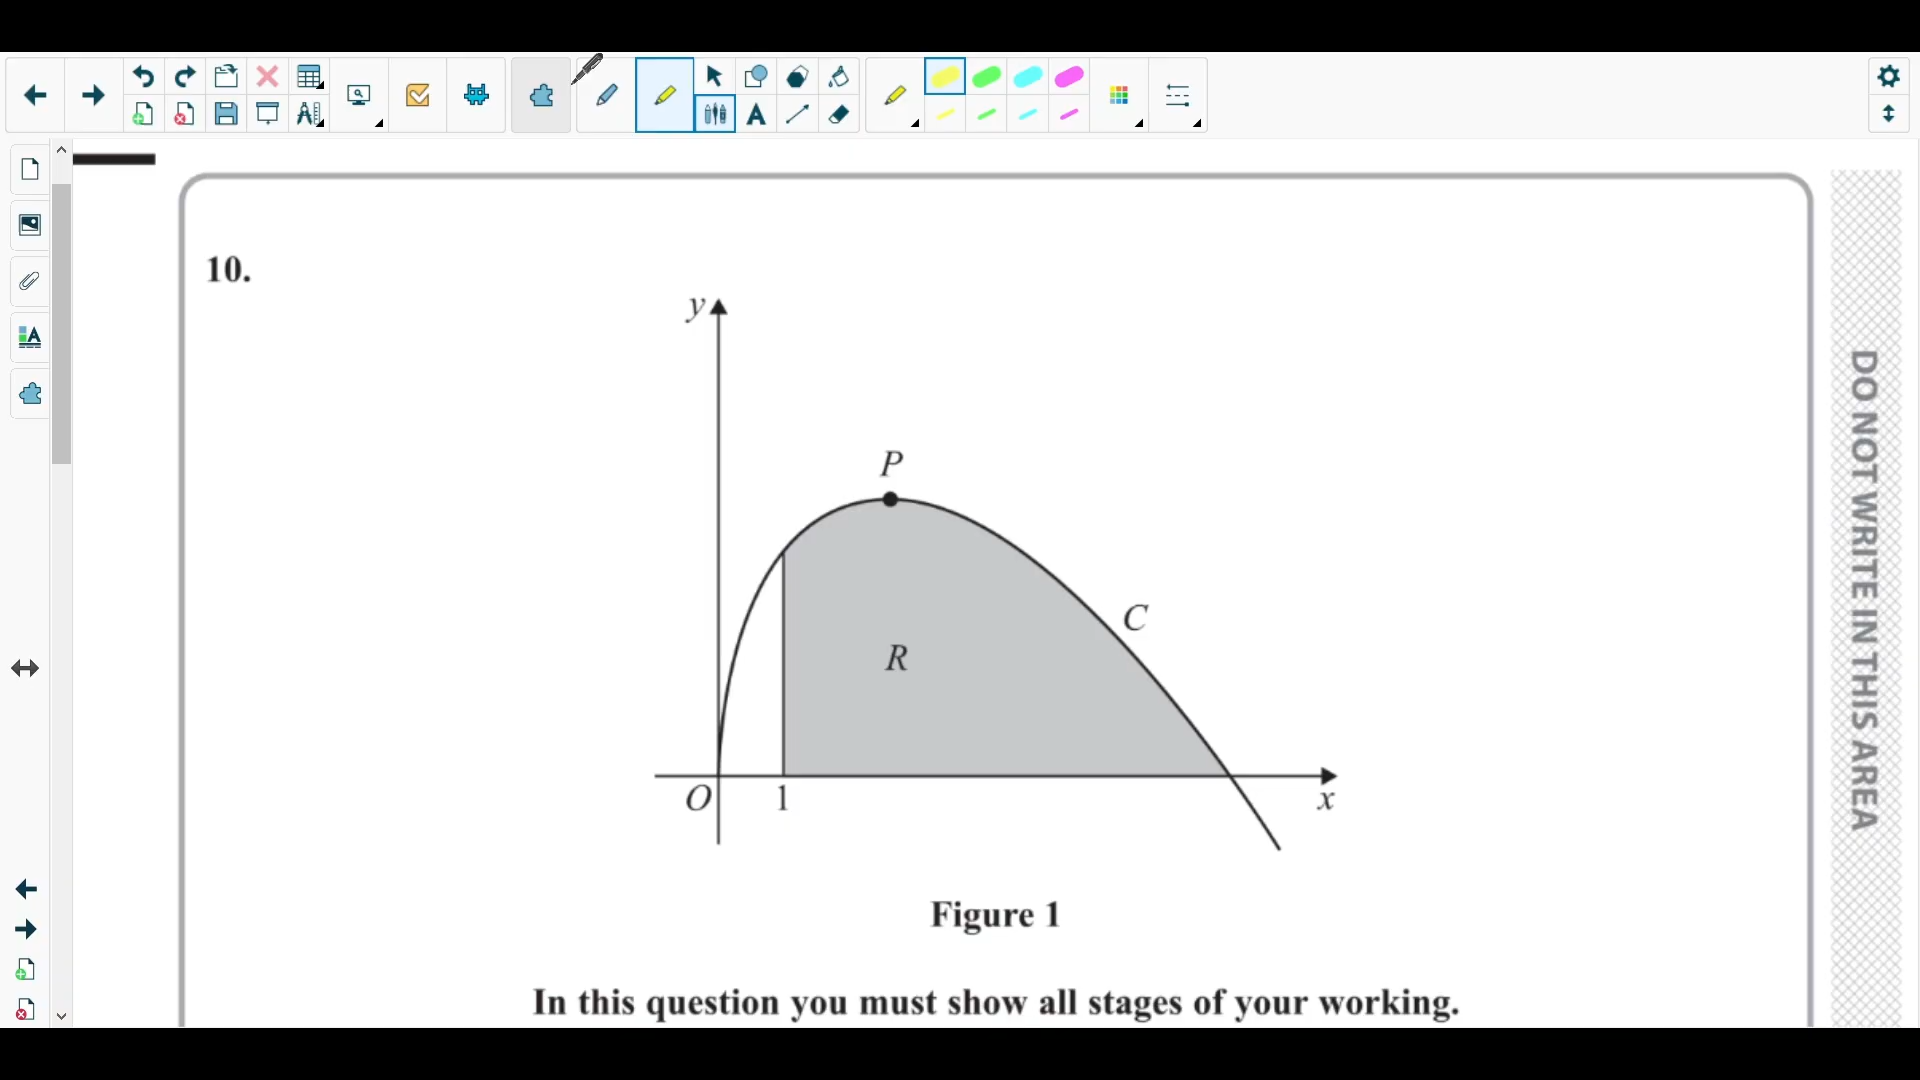 10.
y
P
C
R
O
1
x
Figure 1
In this question you must show all stages of your working.
DO NOT WRITE IN THIS AREA